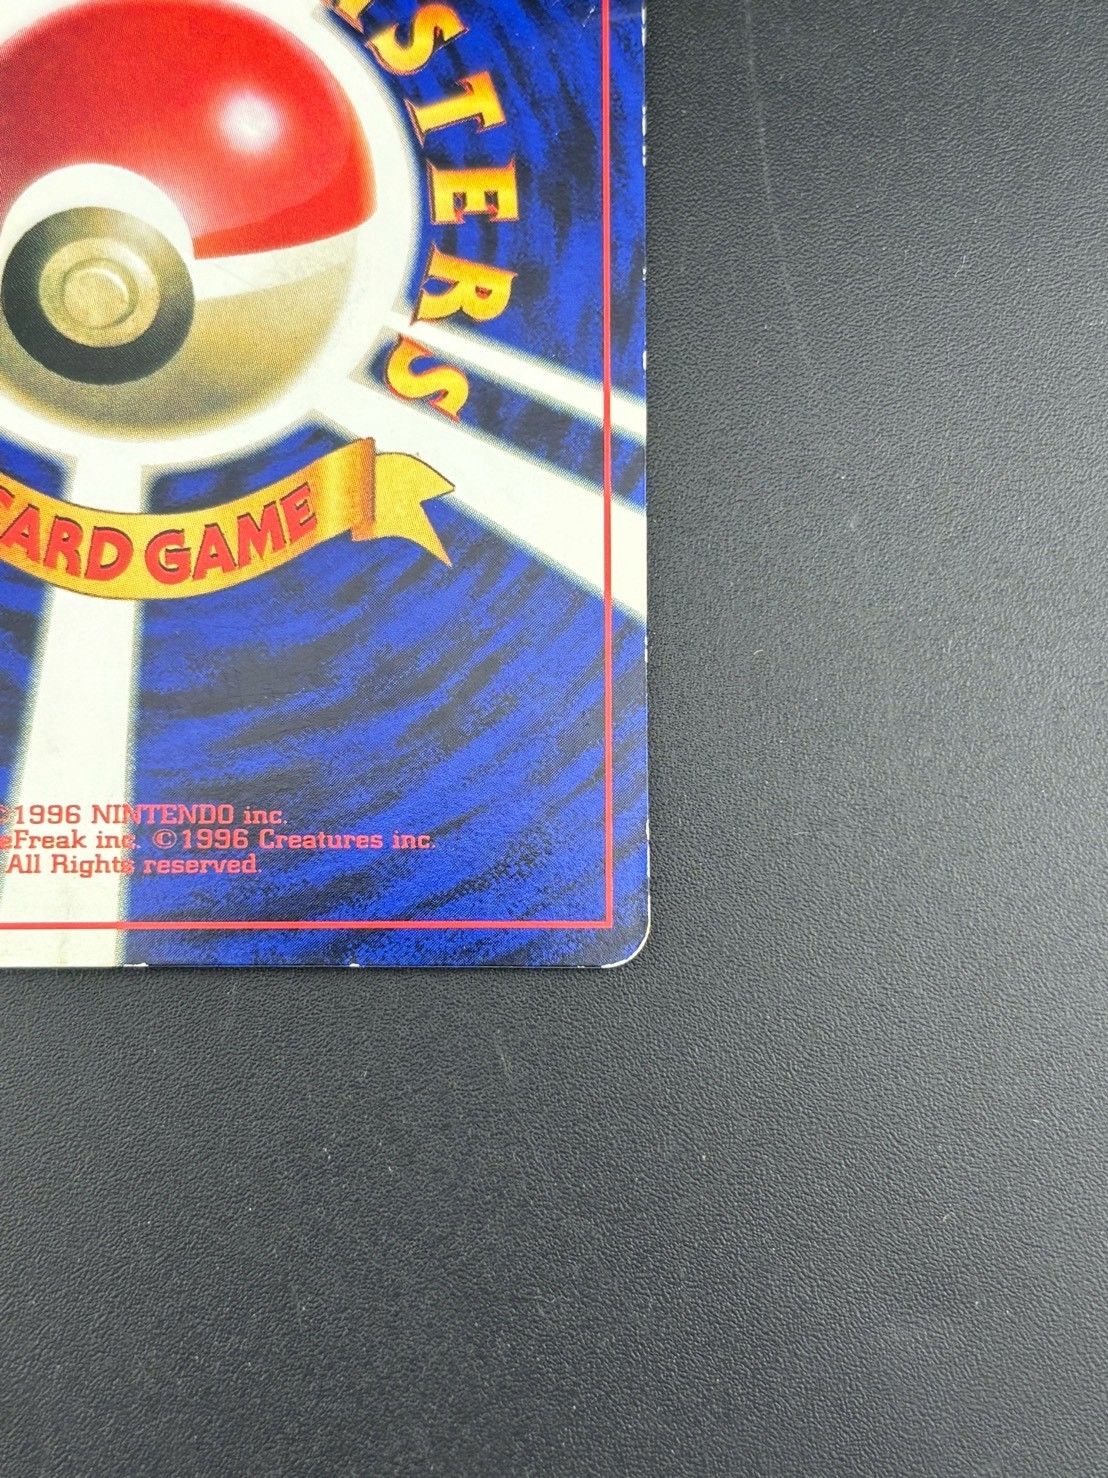 STERS
CARD GAME
©1996 NINTENDO inc.
eFreak inc. ©1996 Creatures inc.
All Rights reserved.